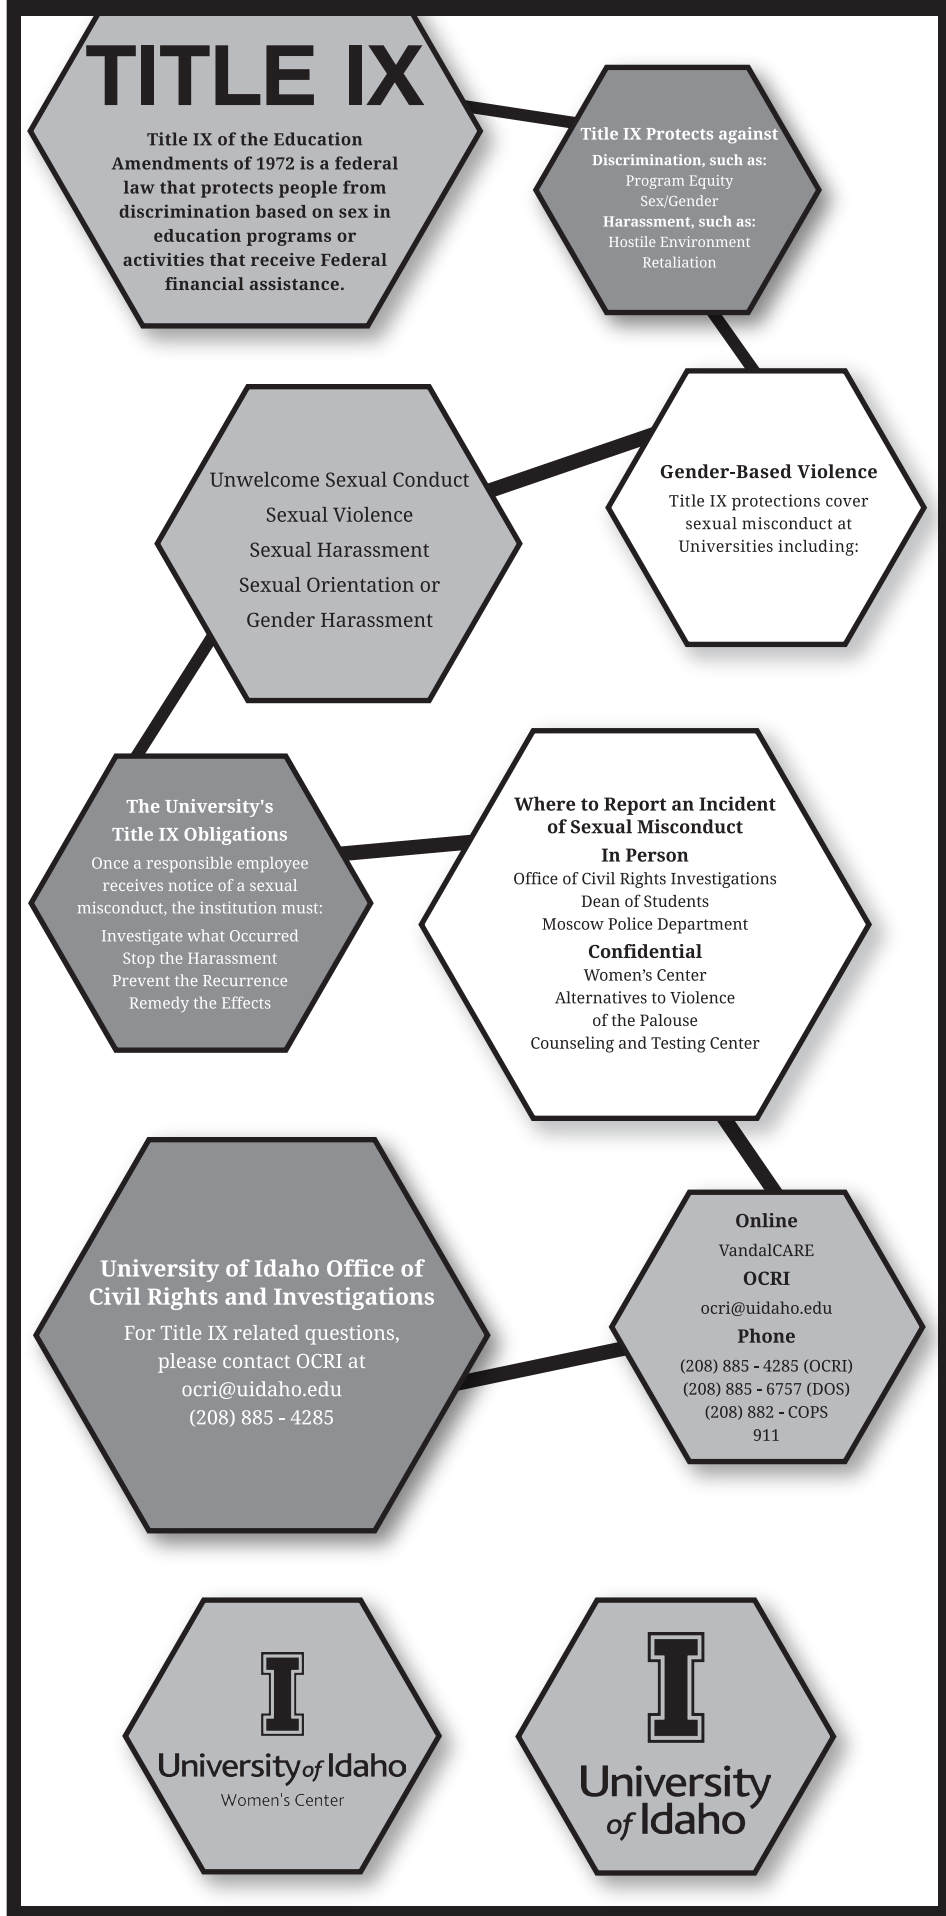 TITLE IX
Title IX of the Education
Amendments of 1972 is a federal
law that protects people from
discrimination based on sex in
education programs or
activities that receive Federal
financial assistance.
Title IX Protects against
Discrimination, such as:
Program Equity
Sex/Gender
Harassment, such as:
Hostile Environment
Retaliation
Gender-Based Violence
Title IX protections cover
sexual misconduct at
Universities including:
Unwelcome Sexual Conduct
Sexual Violence
Sexual Harassment
Sexual Orientation or
Gender Harassment
The University's
Title IX Obligations
Once a responsible employee
receives notice of a sexual
misconduct, the institution must:
Investigate what Occurred
Stop the Harassment
Prevent the Recurrence
Remedy the Effects
Where to Report an Incident
of Sexual Misconduct
In Person
Office of Civil Rights Investigations
Dean of Students
Moscow Police Department
Confidential
Women’s Center
Alternatives to Violence
of the Palouse
Counseling and Testing Center
Online
VandalCARE
OCRI
ocri@uidaho.edu
Phone
(208) 885 - 4285 (OCRI)
(208) 885 - 6757 (DOS)
(208) 882 - COPS
911
University of Idaho Office of
Civil Rights and Investigations
For Title IX related questions,
please contact OCRI at
ocri@uidaho.edu
(208) 885 - 4285
I
University of Idaho
Women's Center
I
University
of Idaho